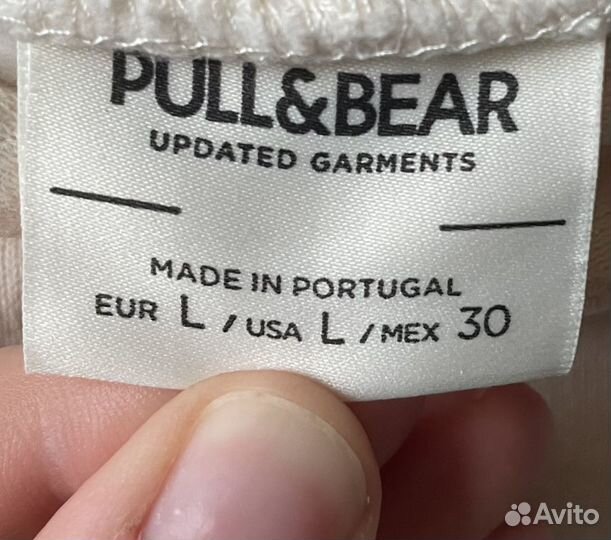 PULL&BEAR
UPDATED GARMENTS
MADE IN PORTUGAL
EUR L / USA L / MEX 30
Avito